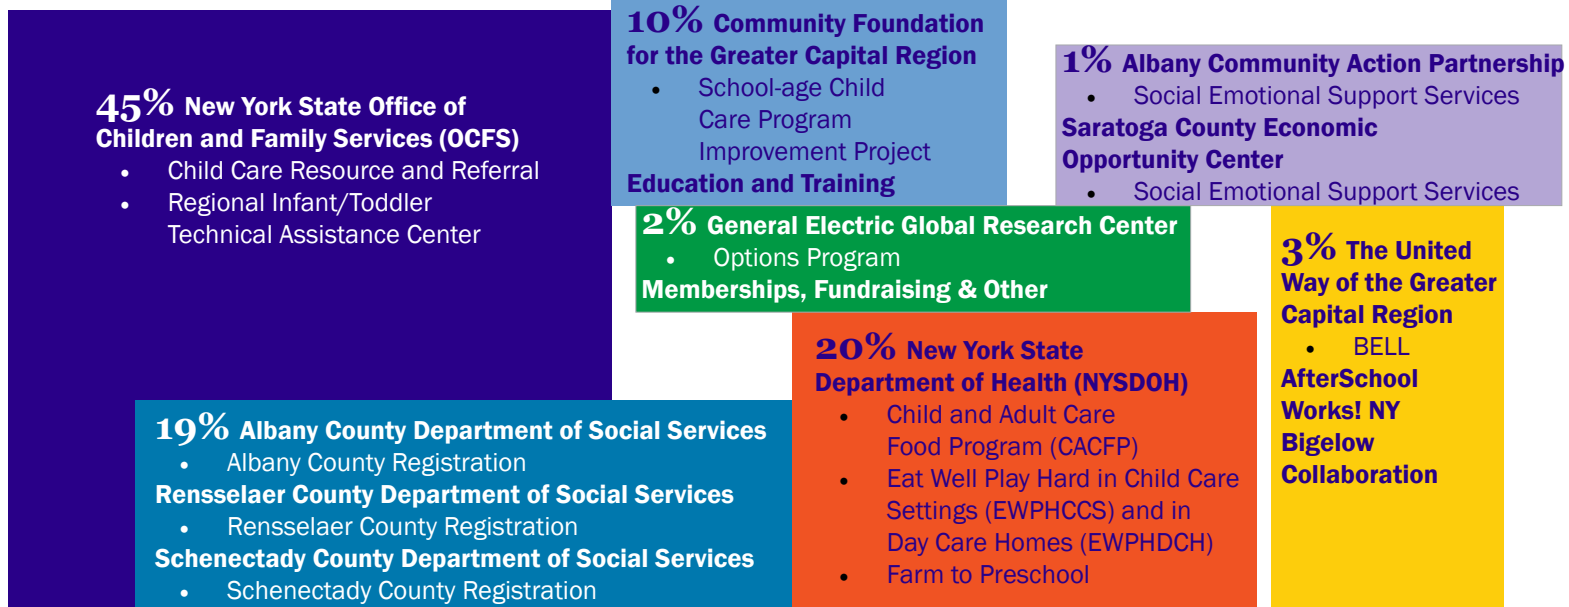 45% New York State Office of
Children and Family Services (OCFS)
• Child Care Resource and Referral
• Regional Infant/Toddler
Technical Assistance Center
10% Community Foundation
for the Greater Capital Region
• School-age Child
Care Program
Improvement Project
Education and Training
1% Albany Community Action Partnership
• Social Emotional Support Services
Saratoga County Economic
Opportunity Center
• Social Emotional Support Services
2% General Electric Global Research Center
• Options Program
Memberships, Fundraising & Other
3% The United
Way of the Greater
Capital Region
• BELL
AfterSchool
Works! NY
Bigelow
Collaboration
19% Albany County Department of Social Services
• Albany County Registration
Rensselaer County Department of Social Services
• Rensselaer County Registration
Schenectady County Department of Social Services
• Schenectady County Registration
20% New York State
Department of Health (NYSDOH)
• Child and Adult Care
Food Program (CACFP)
• Eat Well Play Hard in Child Care
Settings (EWPHCCS) and in
Day Care Homes (EWPHDCH)
• Farm to Preschool